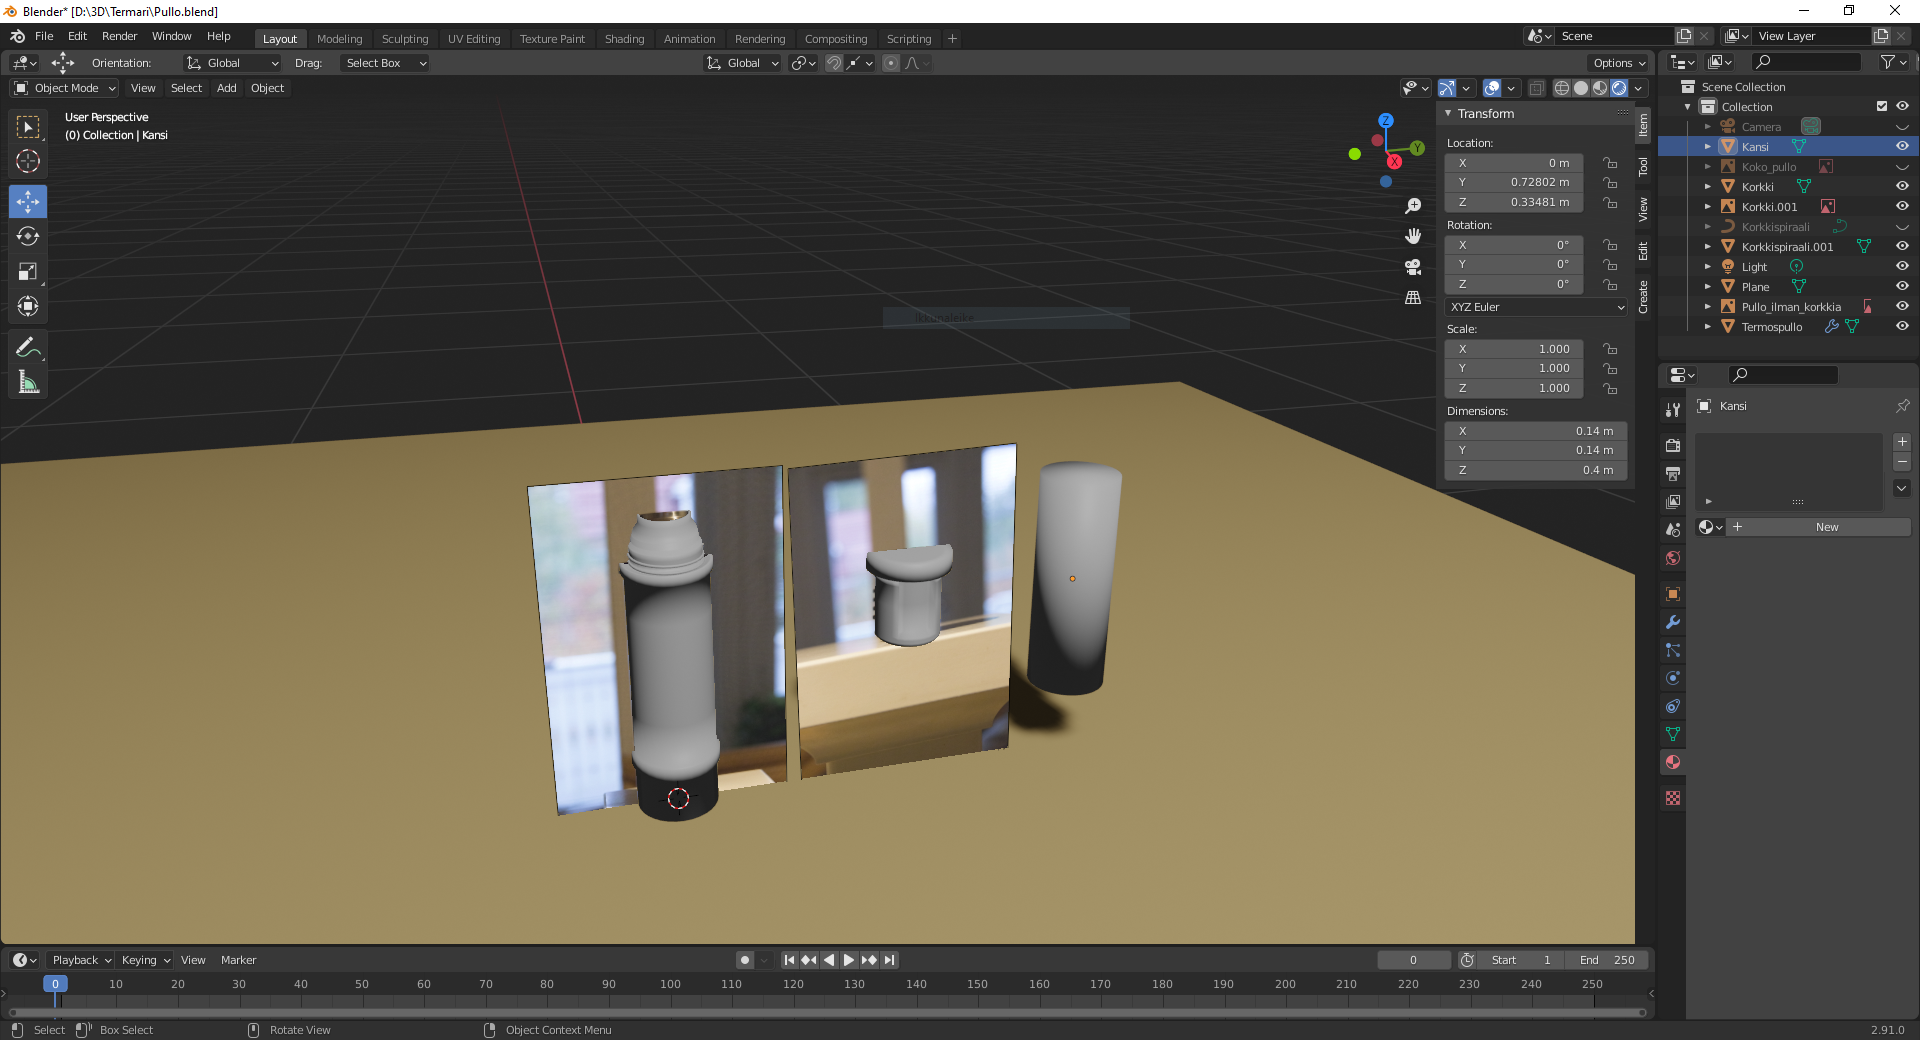 Blender* [D:\3D\Termari\Pullo.blend]
File Edit Render Window Help Layout Modeling Sculpting UV Editing Texture Paint Shading Animation Rendering Compositing Scripting + Scene View Layer
Orientation: Global Drag: Select Box Global Options
Object Mode View Select Add Object
User Perspective
(0) Collection | Kansi
Z
Y
X
Transform
Location:
X 0 m
Y 0.72802 m
Z 0.33481 m
Rotation:
X 0°
Y 0°
Z 0°
XYZ Euler
Scale:
X 1.000
Y 1.000
Z 1.000
Dimensions:
X 0.14 m
Y 0.14 m
Z 0.4 m
Item
Tool
View
Edit
Create
Scene Collection
Collection
Camera
Kansi
Koko_pullo
Korkki
Korkki.001
Korkkispiraali
Korkkispiraali.001
Light
Plane
Pullo_ilman_korkkia
Termospullo
Kansi
New
Playback Keying View Marker 0 Start 1 End 250
0 10 20 30 40 50 60 70 80 90 100 110 120 130 140 150 160 170 180 190 200 210 220 230 240 250
Select Box Select Rotate View Object Context Menu 2.91.0